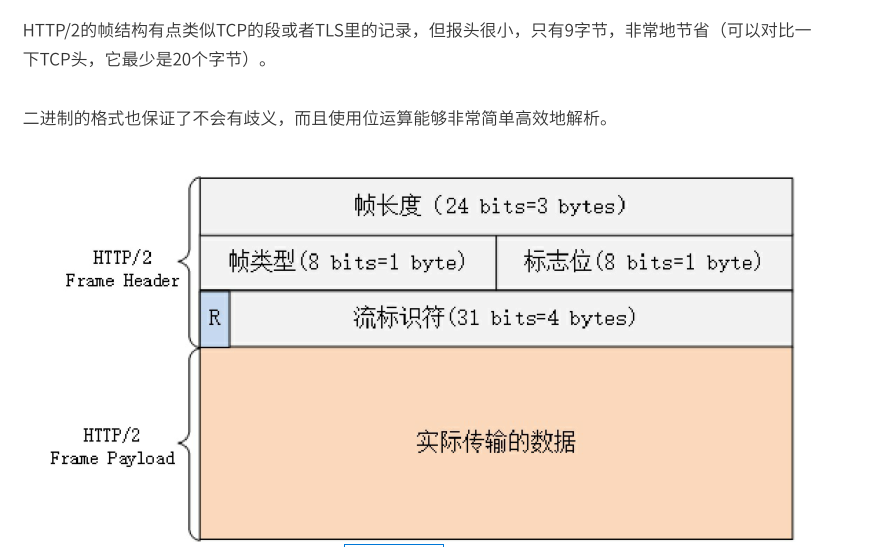 HTTP/2的帧结构有点类似TCP的段或者TLS里的记录，但报头很小，只有9字节，非常地节省（可以对比一
下TCP头，它最少是20个字节）。
二进制的格式也保证了不会有歧义，而且使用位运算能够非常简单高效地解析。
帧长度（24 bits=3 bytes)
HTTP/2
Frame Header
帧类型(8 bits=1 byte)
标志位(8 bits=1 byte)
R
流标识符(31 bits=4 bytes)
HTTP/2
Frame Payload
实际传输的数据